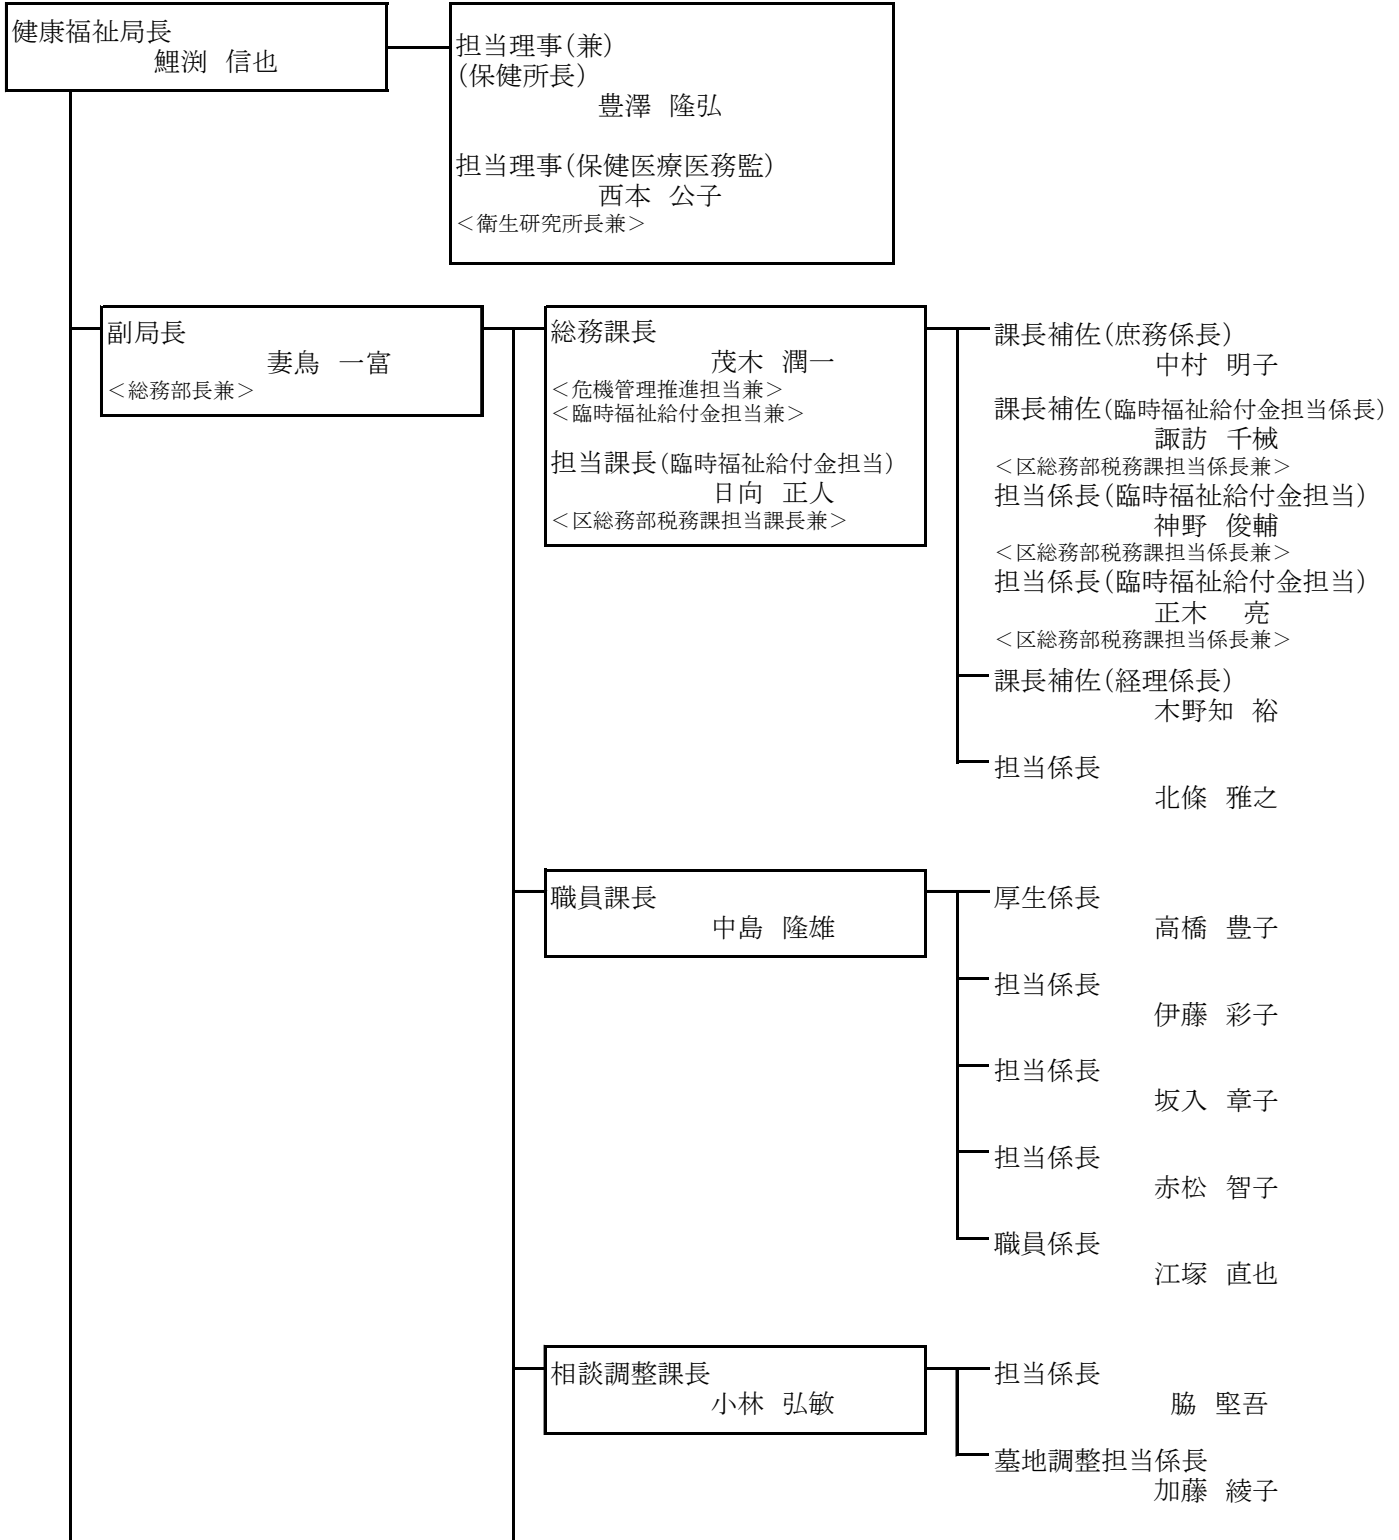 健康福祉局長
鯉渕 信也
担当理事(兼)
(保健所長)
豊澤 隆弘
担当理事(保健医療医務監)
西本 公子
＜衛生研究所長兼＞
副局長
妻鳥 一富
＜総務部長兼＞
総務課長
茂木 潤一
＜危機管理推進担当兼＞
＜臨時福祉給付金担当兼＞
担当課長(臨時福祉給付金担当)
日向 正人
＜区総務部税務課担当課長兼＞
課長補佐(庶務係長)
中村 明子
課長補佐(臨時福祉給付金担当係長)
諏訪 千械
＜区総務部税務課担当係長兼＞
担当係長(臨時福祉給付金担当)
神野 俊輔
＜区総務部税務課担当係長兼＞
担当係長(臨時福祉給付金担当)
正木 亮
＜区総務部税務課担当係長兼＞
課長補佐(経理係長)
木野知 裕
担当係長
北條 雅之
職員課長
中島 隆雄
厚生係長
高橋 豊子
担当係長
伊藤 彩子
担当係長
坂入 章子
担当係長
赤松 智子
職員係長
江塚 直也
相談調整課長
小林 弘敏
担当係長
脇 堅吾
墓地調整担当係長
加藤 綾子